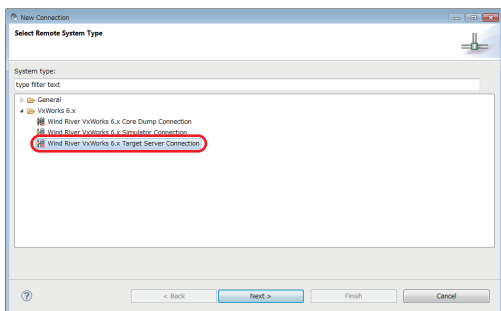 New Connection
Select Remote System Type
System type:
type filter text
General
VxWorks 6.x
Wind River VxWorks 6.x Core Dump Connection
Wind River VxWorks 6.x Simulator Connection
Wind River VxWorks 6.x Target Server Connection
?
< Back
Next >
Finish
Cancel